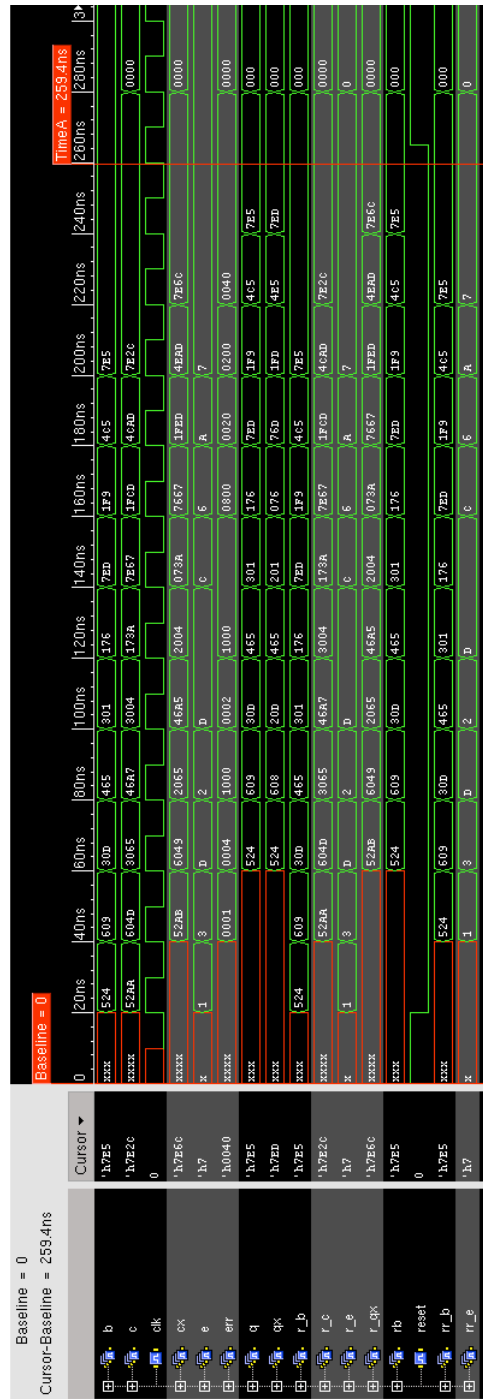 Baseline = 0
Cursor-Baseline = 259.4ns
Baseline = 0 TimeA = 259.4ns
Cursor 0 20ns 40ns 60ns 80ns 100ns 120ns 140ns 160ns 180ns 200ns 220ns 240ns 260ns 280ns 3
b 'h7E5 xxx 524 609 30D 465 301 176 7ED 1F9 4c5 7E5
c 'h7E2C xxxx 52AA 604D 3065 46A7 3004 173A 7E67 1FCD 4CAD 7E2C 0000
clk 0
cx 'h7E6C xxxx 52AB 6049 2065 46A5 2004 073A 7667 1FED 4EAD 7E6C 0000
e 'h7 x 1 3 D 2 D C 6 A 7 0
err 'h0040 xxxx 0001 0004 1000 0002 1000 0800 0020 0200 0040 0000
q 'h7E5 xxx 524 609 30D 465 301 176 7ED 1F9 4c5 7E5 000
qx 'h7ED xxx 524 608 20D 465 201 076 76D 1FD 4E5 7ED 000
r_b 'h7E5 xxx 524 609 30D 465 301 176 7ED 1F9 4c5 7E5 000
r_c 'h7E2C xxxx 52AA 604D 3065 46A7 3004 173A 7E67 1FCD 4CAD 7E2C 0000
r_e 'h7 x 1 3 D 2 D C 6 A 7 0
r_qx 'h7E6C xxxx 52AB 6049 2065 46A5 2004 073A 7667 1FED 4EAD 7E6C 0000
rb 'h7E5 xxx 524 609 30D 465 301 176 7ED 1F9 4c5 7E5 000
reset 0
rr_b 'h7E5 xxx 524 609 30D 465 301 176 7ED 1F9 4c5 7E5 000
rr_e 'h7 x 1 3 D 2 D C 6 A 7 0